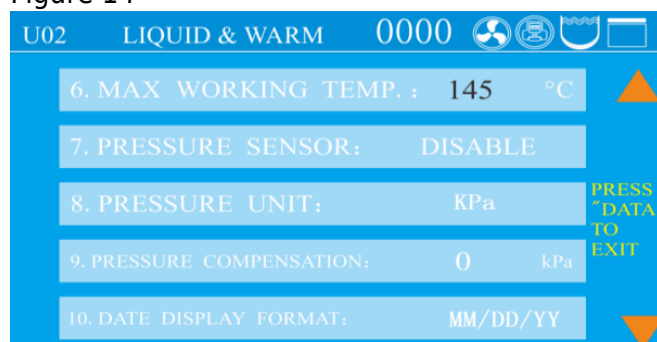 Figure 14
U02 LIQUID & WARM 0000
6. MAX WORKING TEMP. : 145 °C
7. PRESSURE SENSOR: DISABLE
8. PRESSURE UNIT: KPa
9. PRESSURE COMPENSATION: 0 kPa
10. DATE DISPLAY FORMAT: MM/DD/YY
PRESS
"DATA
TO
EXIT